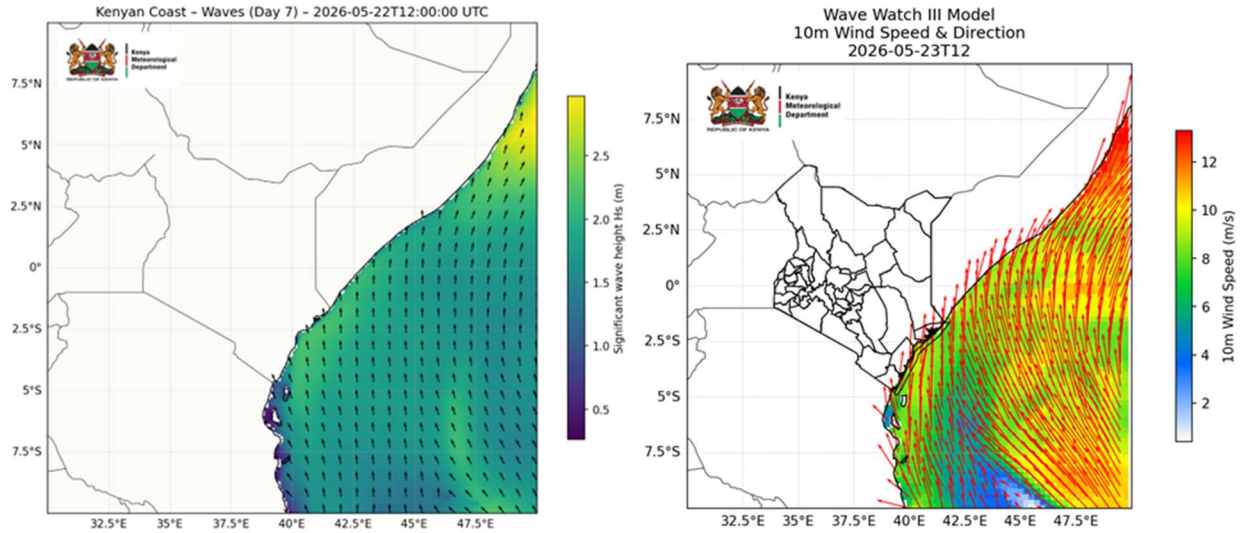 Kenyan Coast – Waves (Day 7) – 2026-05-22T12:00:00 UTC
Kenya
Meteorological
Department
REPUBLIC OF KENYA
7.5°N
5°N
2.5°N
0°
2.5°S
5°S
7.5°S
32.5°E 35°E 37.5°E 40°E 42.5°E 45°E 47.5°E
2.5
2.0
1.5
1.0
0.5
Significant wave height Hs (m)
Wave Watch III Model
10m Wind Speed & Direction
2026-05-23T12
Kenya
Meteorological
Department
REPUBLIC OF KENYA
7.5°N
5°N
2.5°N
0°
2.5°S
5°S
7.5°S
32.5°E 35°E 37.5°E 40°E 42.5°E 45°E 47.5°E
12
10
8
6
4
2
10m Wind Speed (m/s)